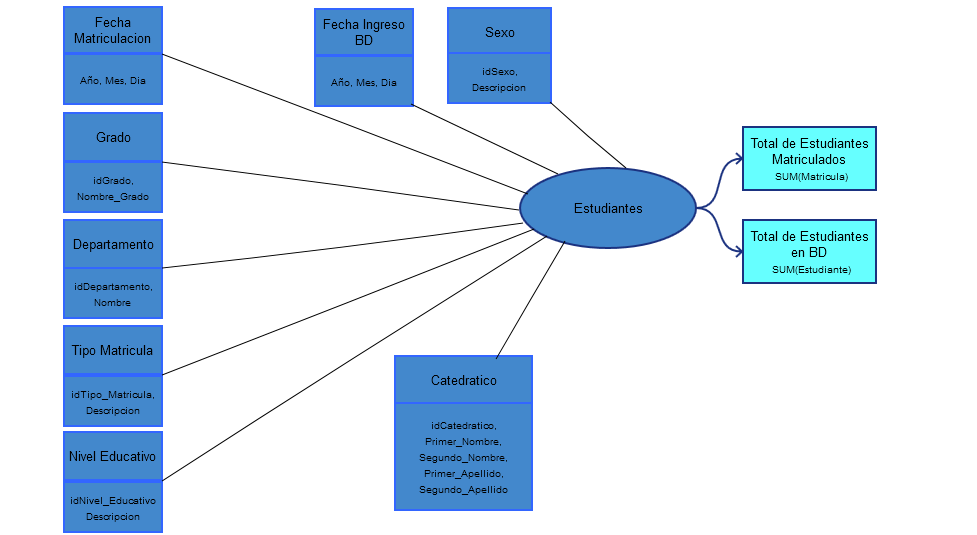 Fecha
Matriculacion
Año, Mes, Dia
Fecha Ingreso
BD
Año, Mes, Dia
Sexo
idSexo,
Descripcion
Grado
idGrado,
Nombre_Grado
Departamento
idDepartamento,
Nombre
Tipo Matricula
idTipo_Matricula,
Descripcion
Nivel Educativo
idNivel_Educativo
Descripcion
Catedratico
idCatedratico,
Primer_Nombre,
Segundo_Nombre,
Primer_Apellido,
Segundo_Apellido
Estudiantes
Total de Estudiantes
Matriculados
SUM(Matricula)
Total de Estudiantes
en BD
SUM(Estudiante)